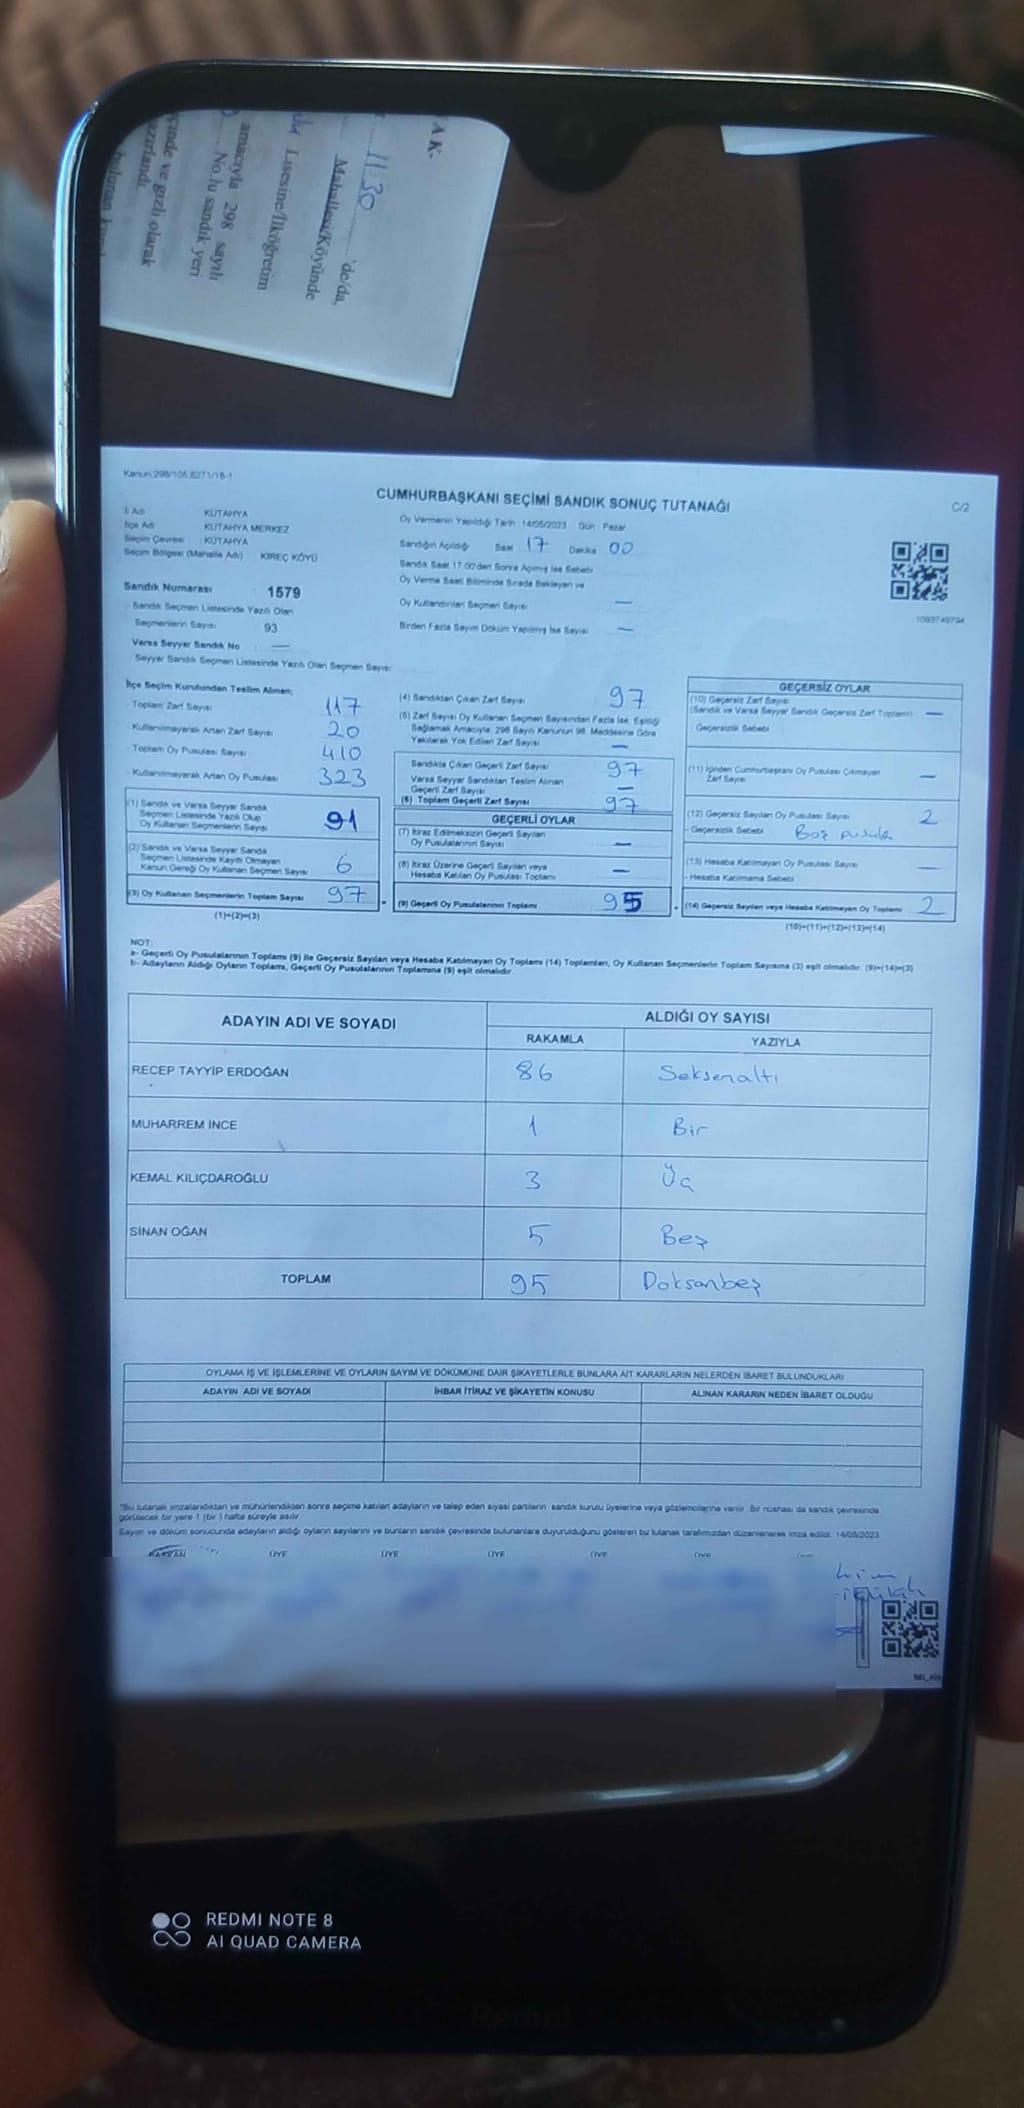 AK-
11:30
'de/da,
Mahallesi/Köyünde
Lisesine/İlköğretim
amacıyla 298 sayılı
No.lu sandık yeri
içinde ve gizli olarak
Kanun:298/105,6271/18-1
CUMHURBAŞKANI SEÇİMİ SANDIK SONUÇ TUTANAĞI
C/2
İl Adı KÜTAHYA
İlçe Adı KÜTAHYA MERKEZ
Seçim Çevresi : KÜTAHYA
Seçim Bölgesi (Mahalle Adı) : KİREÇ KÖYÜ
Oy Vermenin Yapıldığı Tarih : 14/05/2023 Gün : Pazar
Sandığın Açıldığı Saat 17 Dakika 00
Sandık Saat 17:00'den Sonra Açılmış İse Sebebi
Oy Verme Saati Bitiminde Sırada Bekleyen ve
Oy Kullandırılan Seçmen Sayısı —
Birden Fazla Sayım Döküm Yapılmış İse Sayısı —
1093749794
Sandık Numarası 1579
- Sandık Seçmen Listesinde Yazılı Olan
Seçmenlerin Sayısı 93
Varsa Seyyar Sandık No : —
- Seyyar Sandık Seçmen Listesinde Yazılı Olan Seçmen Sayısı:
İlçe Seçim Kurulundan Teslim Alınan;
- Toplam Zarf Sayısı 117
- Kullanılmayarak Artan Zarf Sayısı 20
- Toplam Oy Pusulası Sayısı 410
- Kullanılmayarak Artan Oy Pusulası 323
(1) Sandık ve Varsa Seyyar Sandık
Seçmen Listesinde Yazılı Olup
Oy Kullanan Seçmenlerin Sayısı 91
(2) Sandık ve Varsa Seyyar Sandık
Seçmen Listesinde Kayıtlı Olmayan
Kanun Gereği Oy Kullanan Seçmen Sayısı 6
(3) Oy Kullanan Seçmenlerin Toplam Sayısı 97
(1)+(2)=(3)
(4) Sandıktan Çıkan Zarf Sayısı 97
(5) Zarf Sayısı Oy Kullanan Seçmen Sayısından Fazla İse, Eşitliği
Sağlamak Amacıyla, 298 Sayılı Kanunun 98. Maddesine Göre
Yakılarak Yok Edilen Zarf Sayısı —
Sandıkta Çıkan Geçerli Zarf Sayısı 97
Varsa Seyyar Sandıktan Teslim Alınan
Geçerli Zarf Sayısı —
(6) Toplam Geçerli Zarf Sayısı 97
GEÇERLİ OYLAR
(7) İtiraz Edilmeksizin Geçerli Sayılan
Oy Pusulalarının Sayısı —
(8) İtiraz Üzerine Geçerli Sayılan veya
Hesaba Katılan Oy Pusulası Toplamı —
(9) Geçerli Oy Pusulalarının Toplamı 95
GEÇERSİZ OYLAR
(10) Geçersiz Zarf Sayısı
(Sandık ve Varsa Seyyar Sandık Geçersiz Zarf Toplamı) —
- Geçersizlik Sebebi
(11) İçinden Cumhurbaşkanı Oy Pusulası Çıkmayan
Zarf Sayısı —
(12) Geçersiz Sayılan Oy Pusulası Sayısı 2
- Geçersizlik Sebebi Boş pusula
(13) Hesaba Katılmayan Oy Pusulası Sayısı —
- Hesaba Katılmama Sebebi
(14) Geçersiz Sayılan veya Hesaba Katılmayan Oy Toplamı 2
(10)+(11)+(12)+(13)=(14)
NOT:
a- Geçerli Oy Pusulalarının Toplamı (9) ile Geçersiz Sayılan veya Hesaba Katılmayan Oy Toplamı (14) Toplamları, Oy Kullanan Seçmenlerin Toplam Sayısına (3) eşit olmalıdır. (9)+(14)=(3)
b- Adayların Aldığı Oyların Toplamı, Geçerli Oy Pusulalarının Toplamına (9) eşit olmalıdır.
ADAYIN ADI VE SOYADI
ALDIĞI OY SAYISI
RAKAMLA YAZIYLA
RECEP TAYYİP ERDOĞAN 86 Seksenaltı
MUHARREM İNCE 1 Bir
KEMAL KILIÇDAROĞLU 3 Üç
SİNAN OĞAN 5 Beş
TOPLAM 95 Doksanbeş
OYLAMA İŞ VE İŞLEMLERİNE VE OYLARIN SAYIM VE DÖKÜMÜNE DAİR ŞİKAYETLERLE BUNLARA AİT KARARLARIN NELERDEN İBARET BULUNDUKLARI
ADAYIN ADI VE SOYADI İHBAR İTİRAZ VE ŞİKAYETİN KONUSU ALINAN KARARIN NEDEN İBARET OLDUĞU
*Bu tutanak imzalandıktan ve mühürlendikten sonra seçime katılan adayların ve talep eden siyasi partilerin sandık kurulu üyelerine veya gözlemcilerine verilir. Bir nüshası da sandık çevresinde
görülecek bir yere 1 (bir ) hafta süreyle asılır.
Sayım ve döküm sonucunda adayların aldığı oyların sayılarını ve bunların sandık çevresinde bulunanlara duyurulduğunu gösteren bu tutanak tarafımızdan düzenlenerek imza edildi. 14/05/2023
BAŞKAN ÜYE ÜYE ÜYE ÜYE ÜYE
REDMI NOTE 8
AI QUAD CAMERA
Redmi